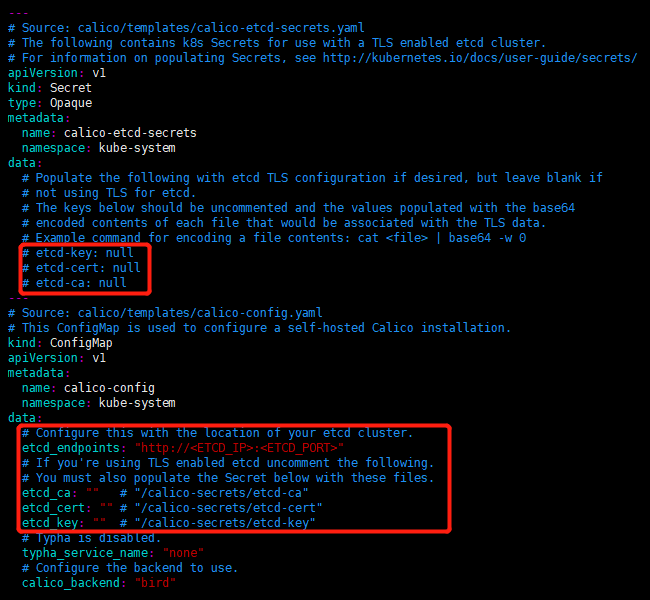 ---
# Source: calico/templates/calico-etcd-secrets.yaml
# The following contains k8s Secrets for use with a TLS enabled etcd cluster.
# For information on populating Secrets, see http://kubernetes.io/docs/user-guide/secrets/
apiVersion: v1
kind: Secret
type: Opaque
metadata:
  name: calico-etcd-secrets
  namespace: kube-system
data:
  # Populate the following with etcd TLS configuration if desired, but leave blank if
  # not using TLS for etcd.
  # The keys below should be uncommented and the values populated with the base64
  # encoded contents of each file that would be associated with the TLS data.
  # Example command for encoding a file contents: cat <file> | base64 -w 0
  # etcd-key: null
  # etcd-cert: null
  # etcd-ca: null
---
# Source: calico/templates/calico-config.yaml
# This ConfigMap is used to configure a self-hosted Calico installation.
kind: ConfigMap
apiVersion: v1
metadata:
  name: calico-config
  namespace: kube-system
data:
  # Configure this with the location of your etcd cluster.
  etcd_endpoints: "http://<ETCD_IP>:<ETCD_PORT>"
  # If you're using TLS enabled etcd uncomment the following.
  # You must also populate the Secret below with these files.
  etcd_ca: ""   # "/calico-secrets/etcd-ca"
  etcd_cert: "" # "/calico-secrets/etcd-cert"
  etcd_key: ""  # "/calico-secrets/etcd-key"
  # Typha is disabled.
  typha_service_name: "none"
  # Configure the backend to use.
  calico_backend: "bird"